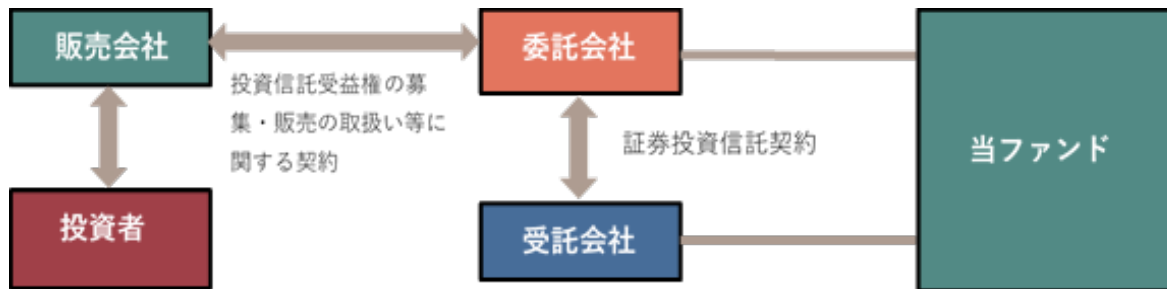 販売会社
委託会社
投資信託受益権の募
集・販売の取扱い等に
関する契約
証券投資信託契約
当ファンド
投資者
受託会社